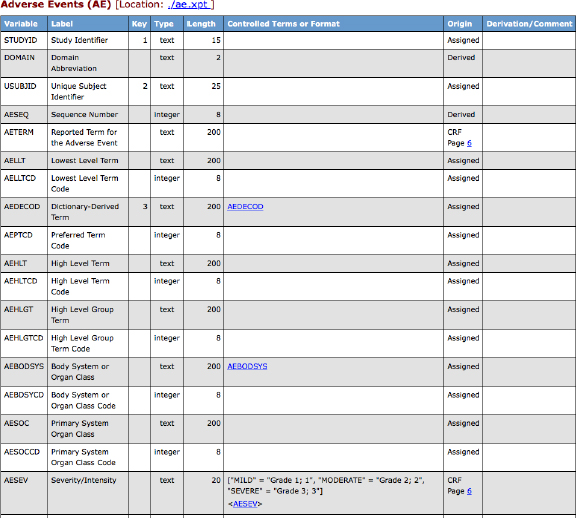 Adverse Events (AE) [Location: ./ae.xpt ]
Variable Label Key Type Length Controlled Terms or Format Origin Derivation/Comment
STUDYID Study Identifier 1 text 15 Assigned
DOMAIN Domain text 2 Derived
Abbreviation
USUBJID Unique Subject 2 text 25 Assigned
Identifier
AESEQ Sequence Number integer 8 Derived
AETERM Reported Term for text 200 CRF
the Adverse Event Page 6
AELLT Lowest Level Term text 200 Assigned
AELLTCD Lowest Level Term integer 8 Assigned
Code
AEDECOD Dictionary-Derived 3 text 200 AEDECOD Assigned
Term
AEPTCD Preferred Term integer 8 Assigned
Code
AEHLT High Level Term text 200 Assigned
AEHLTCD High Level Term integer 8 Assigned
Code
AEHLGT High Level Group text 200 Assigned
Term
AEHLGTCD High Level Group integer 8 Assigned
Term Code
AEBODSYS Body System or text 200 AEBODSYS Assigned
Organ Class
AEBDSYCD Body System or integer 8 Assigned
Organ Class Code
AESOC Primary System text 200 Assigned
Organ Class
AESOCCD Primary System integer 8 Assigned
Organ Class Code
AESEV Severity/Intensity text 20 ["MILD" = "Grade 1; 1", "MODERATE" = "Grade 2; 2", CRF
"SEVERE" = "Grade 3; 3"] Page 6
<AESEV>